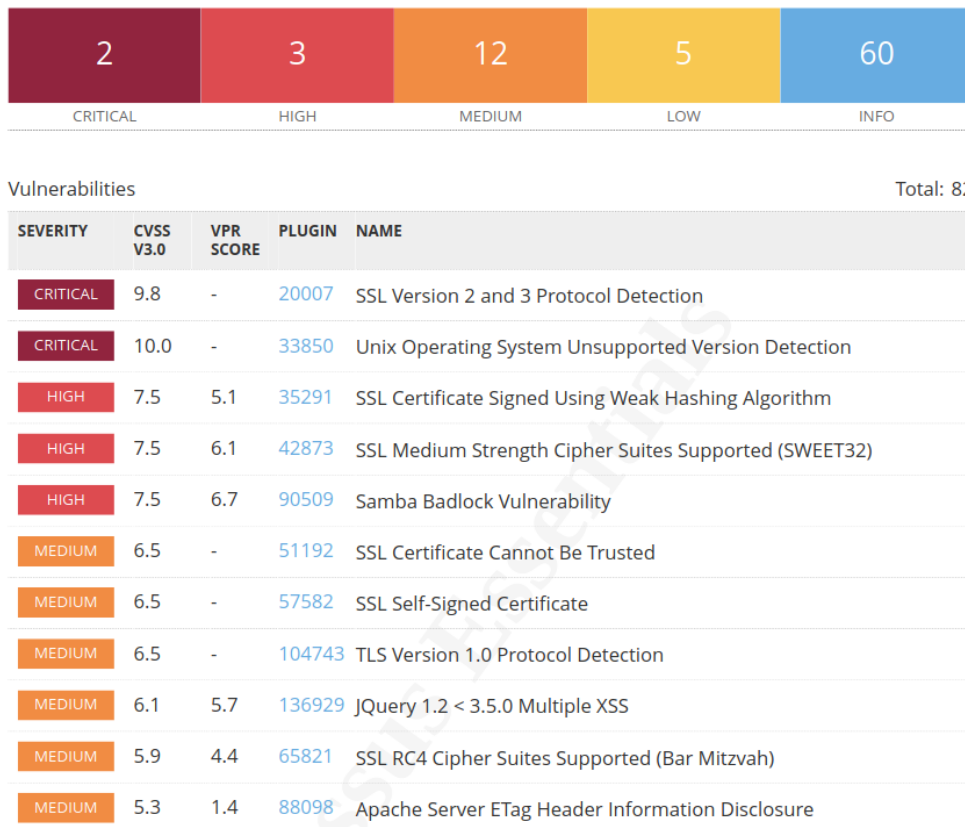 2 3 12 5 60
CRITICAL HIGH MEDIUM LOW INFO
Vulnerabilities Total: 82
SEVERITY CVSS V3.0 VPR SCORE PLUGIN NAME
CRITICAL 9.8 - 20007 SSL Version 2 and 3 Protocol Detection
CRITICAL 10.0 - 33850 Unix Operating System Unsupported Version Detection
HIGH 7.5 5.1 35291 SSL Certificate Signed Using Weak Hashing Algorithm
HIGH 7.5 6.1 42873 SSL Medium Strength Cipher Suites Supported (SWEET32)
HIGH 7.5 6.7 90509 Samba Badlock Vulnerability
MEDIUM 6.5 - 51192 SSL Certificate Cannot Be Trusted
MEDIUM 6.5 - 57582 SSL Self-Signed Certificate
MEDIUM 6.5 - 104743 TLS Version 1.0 Protocol Detection
MEDIUM 6.1 5.7 136929 JQuery 1.2 < 3.5.0 Multiple XSS
MEDIUM 5.9 4.4 65821 SSL RC4 Cipher Suites Supported (Bar Mitzvah)
MEDIUM 5.3 1.4 88098 Apache Server ETag Header Information Disclosure
Essentials